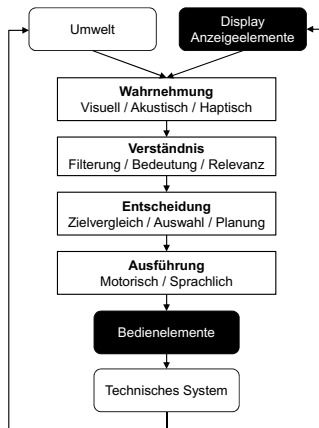 Umwelt
Display
Anzeigeelemente
Wahrnehmung
Visuell / Akustisch / Haptisch
Verständnis
Filterung / Bedeutung / Relevanz
Entscheidung
Zielvergleich / Auswahl / Planung
Ausführung
Motorisch / Sprachlich
Bedienelemente
Technisches System